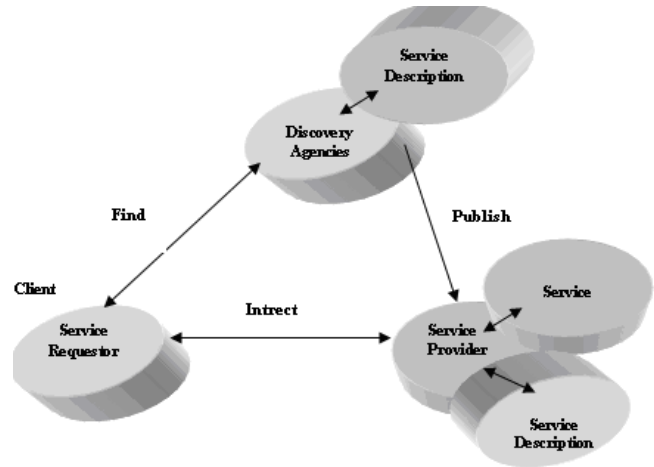 Service
Description
Discovery
Agencies
Find
Publish
Client
Service
Intrect
Service
Requestor
Service
Provider
Service
Description